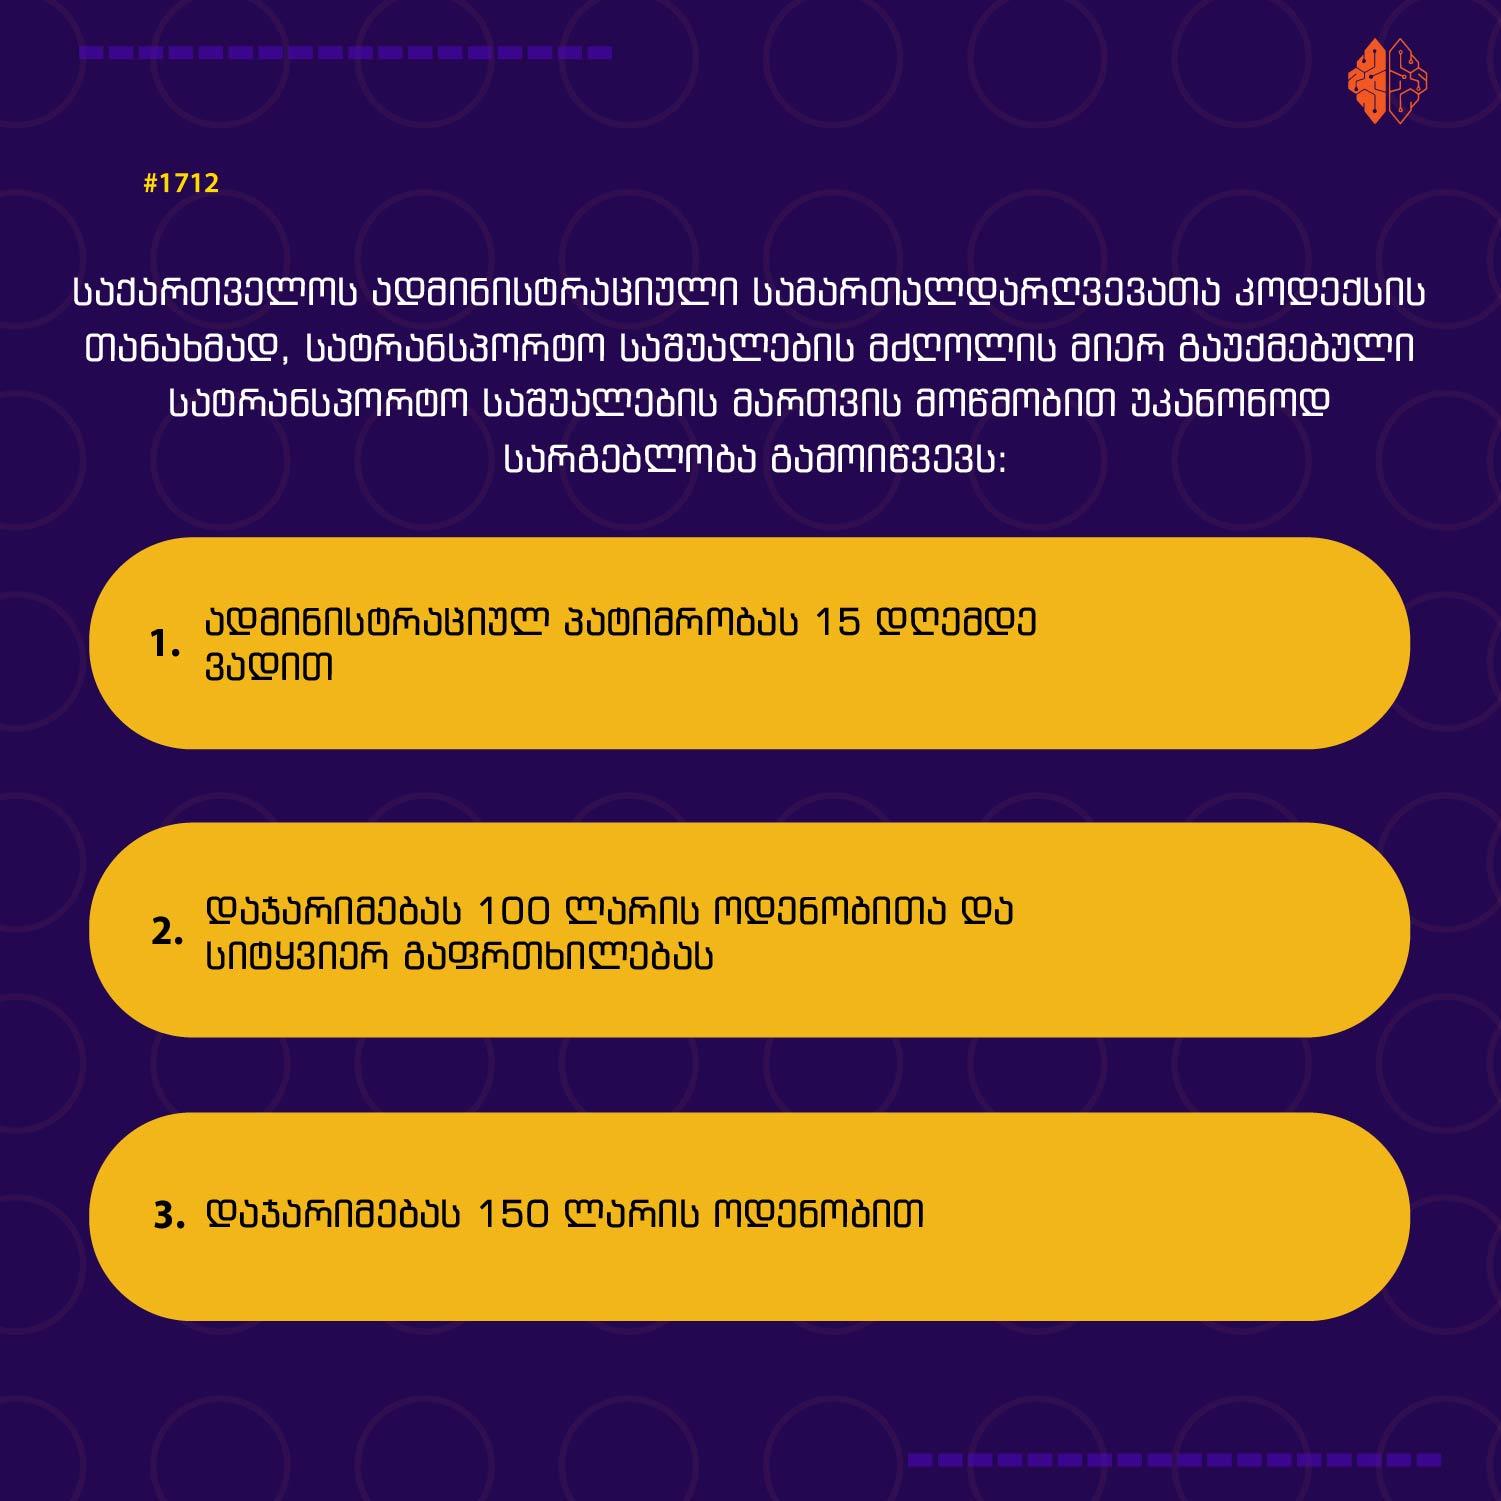 #1712
საქართველოს ადმინისტრაციული სამართალდარღვევათა კოდექსის
თანახმად, სატრანსპორტო საშუალების მძღოლის მიერ გაუქმებული
სატრანსპორტო საშუალების მართვის მოწმობით უკანონოდ
სარგებლობა გამოიწვევს:
1. ადმინისტრაციულ პატიმრობას 15 დღემდე
ვადით
2. დაჯარიმებას 100 ლარის ოდენობითა და
სიტყვიერ გაფრთხილებას
3. დაჯარიმებას 150 ლარის ოდენობით